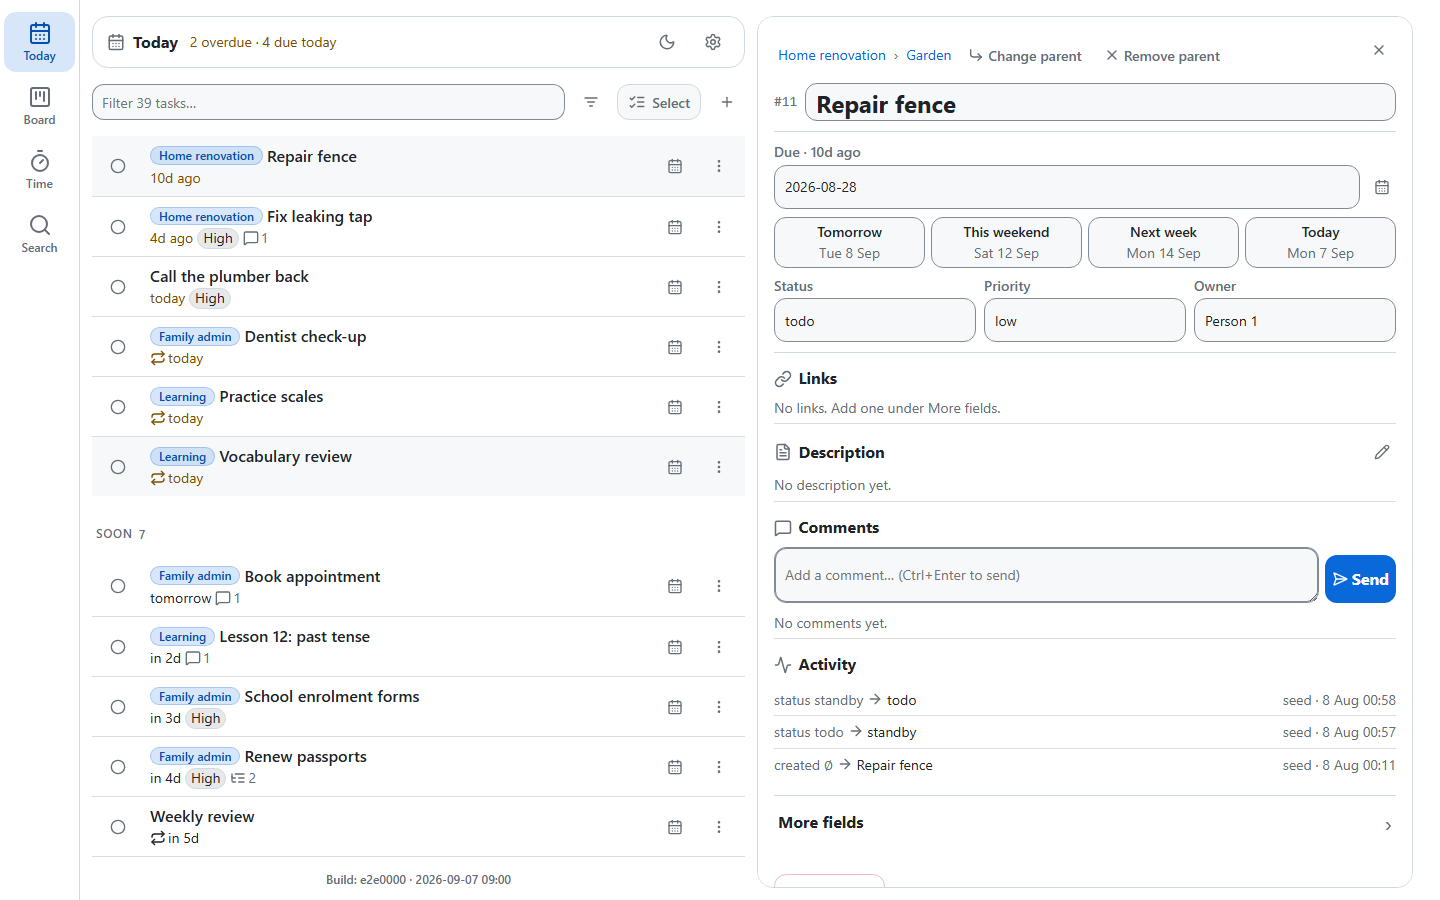 Today
Board
Time
Search
Today 2 overdue · 4 due today
Filter 39 tasks...
Select
Home renovation Repair fence
10d ago
Home renovation Fix leaking tap
4d ago High 1
Call the plumber back
today High
Family admin Dentist check-up
today
Learning Practice scales
today
Learning Vocabulary review
today
SOON 7
Family admin Book appointment
tomorrow 1
Learning Lesson 12: past tense
in 2d 1
Family admin School enrolment forms
in 3d High
Family admin Renew passports
in 4d High 2
Weekly review
in 5d
Build: e2e0000 · 2026-09-07 09:00
Home renovation › Garden Change parent Remove parent
#11 Repair fence
Due · 10d ago
2026-08-28
Tomorrow This weekend Next week Today
Tue 8 Sep Sat 12 Sep Mon 14 Sep Mon 7 Sep
Status Priority Owner
todo low Person 1
Links
No links. Add one under More fields.
Description
No description yet.
Comments
Add a comment... (Ctrl+Enter to send)
Send
No comments yet.
Activity
status standby → todo seed · 8 Aug 00:58
status todo → standby seed · 8 Aug 00:57
created ∅ → Repair fence seed · 8 Aug 00:11
More fields